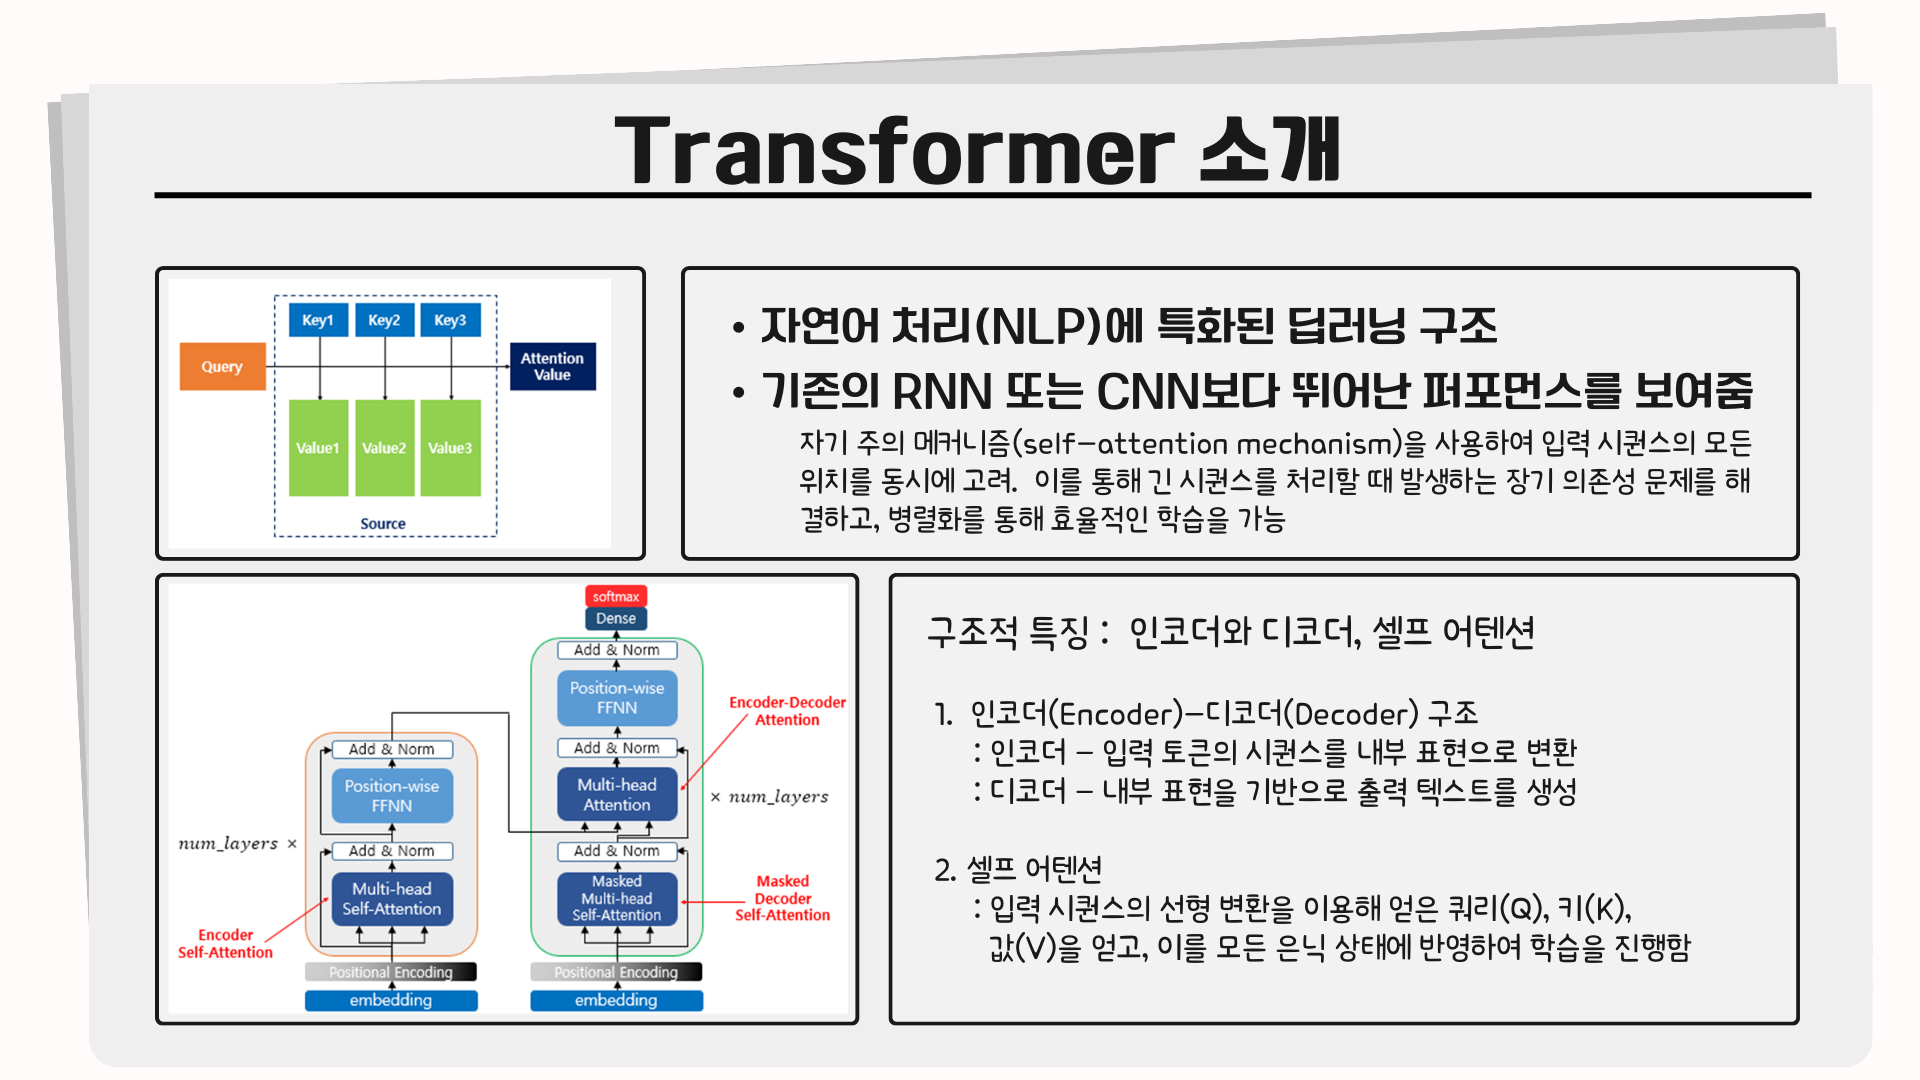 Transformer 소개
Key1
Key2
Key3
Query
Attention
Value
Value1
Value2
Value3
Source
• 자연어 처리(NLP)에 특화된 딥러닝 구조
• 기존의 RNN 또는 CNN보다 뛰어난 퍼포먼스를 보여줌
자기 주의 메커니즘(self-attention mechanism)을 사용하여 입력 시퀀스의 모든
위치를 동시에 고려. 이를 통해 긴 시퀀스를 처리할 때 발생하는 장기 의존성 문제를 해
결하고, 병렬화를 통해 효율적인 학습을 가능
softmax
Dense
Add & Norm
Position-wise
FFNN
Encoder-Decoder
Attention
Add & Norm
Multi-head
Attention
× num_layers
Add & Norm
Masked
Multi-head
Self-Attention
Masked
Decoder
Self-Attention
Positional Encoding
embedding
Add & Norm
Position-wise
FFNN
num_layers ×
Add & Norm
Multi-head
Self-Attention
Encoder
Self-Attention
Positional Encoding
embedding
구조적 특징 : 인코더와 디코더, 셀프 어텐션
1. 인코더(Encoder)-디코더(Decoder) 구조
: 인코더 - 입력 토큰의 시퀀스를 내부 표현으로 변환
: 디코더 - 내부 표현을 기반으로 출력 텍스트를 생성
2. 셀프 어텐션
: 입력 시퀀스의 선형 변환을 이용해 얻은 쿼리(Q), 키(K),
값(V)을 얻고, 이를 모든 은닉 상태에 반영하여 학습을 진행함